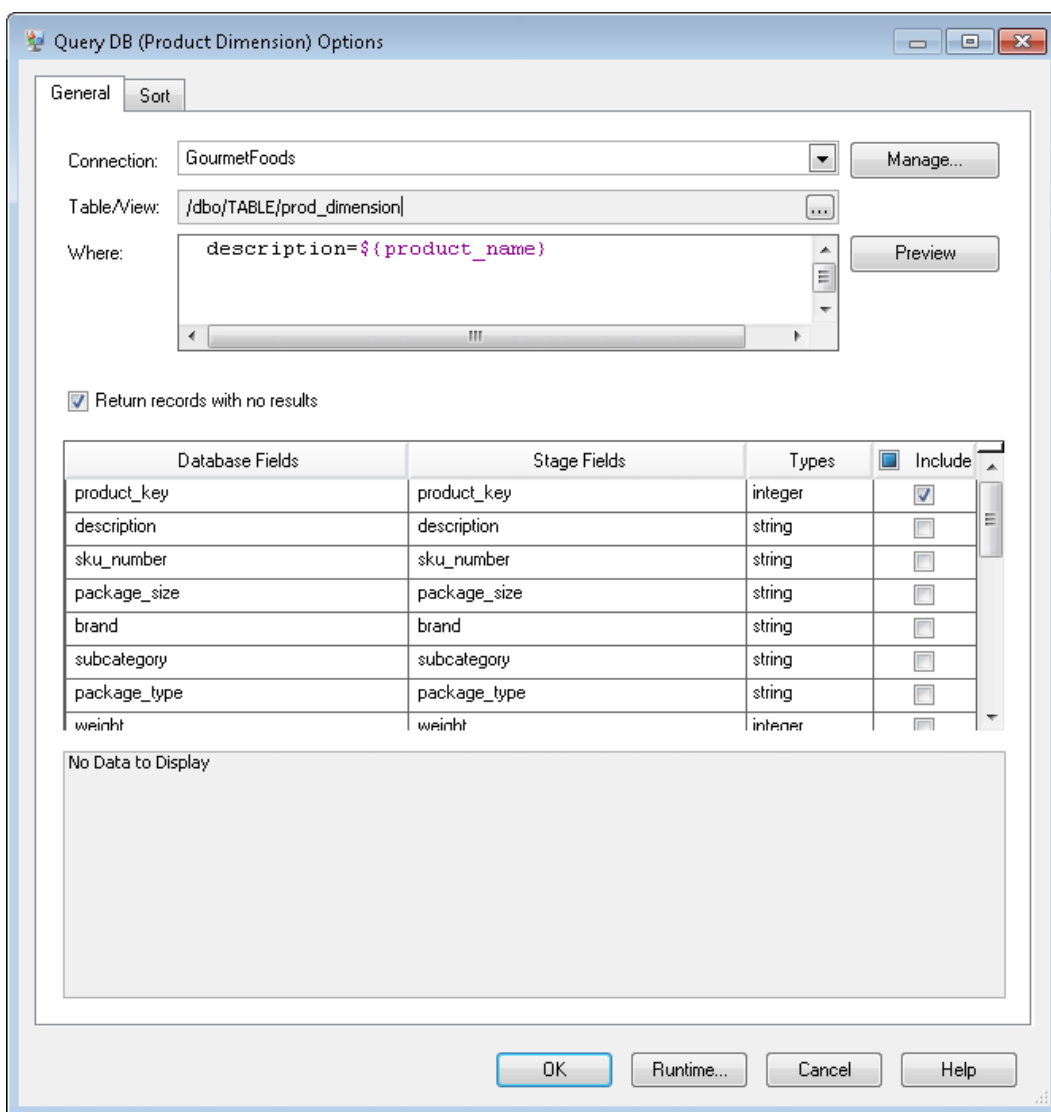 Query DB (Product Dimension) Options
General Sort
Connection: GourmetFoods Manage...
Table/View: /dbo/TABLE/prod_dimension ...
Where: description=${product_name} Preview
Return records with no results
Database Fields Stage Fields Types Include
product_key product_key integer
description description string
sku_number sku_number string
package_size package_size string
brand brand string
subcategory subcategory string
package_type package_type string
weight weight integer
No Data to Display
OK Runtime... Cancel Help